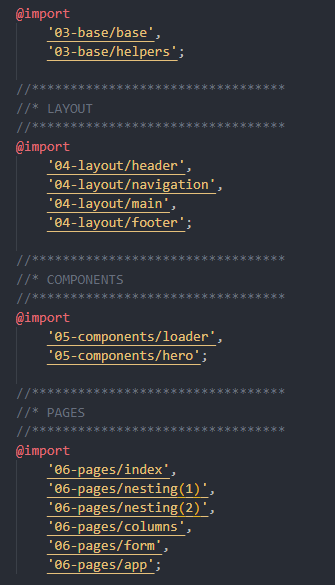 @import
'03-base/base',
'03-base/helpers';
//*********************************
//* LAYOUT
//*********************************
@import
'04-layout/header',
'04-layout/navigation',
'04-layout/main',
'04-layout/footer';
//*********************************
//* COMPONENTS
//*********************************
@import
'05-components/loader',
'05-components/hero';
//*********************************
//* PAGES
//*********************************
@import
'06-pages/index',
'06-pages/nesting(1)',
'06-pages/nesting(2)',
'06-pages/columns',
'06-pages/form',
'06-pages/app';